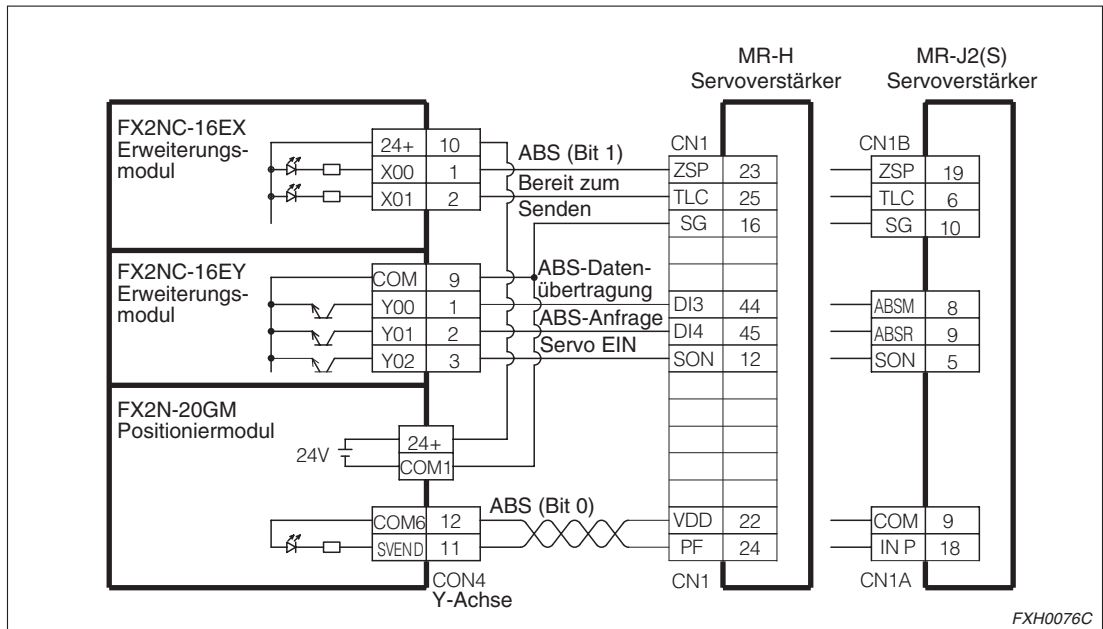 MR-H
Servoverstärker
MR-J2(S)
Servoverstärker
FX2NC-16EX
Erweiterungs-
modul
24+ 10
X00 1
X01 2
ABS (Bit 1)
Bereit zum
Senden
CN1
ZSP 23
TLC 25
SG 16
CN1B
ZSP 19
TLC 6
SG 10
FX2NC-16EY
Erweiterungs-
modul
COM 9
Y00 1
Y01 2
Y02 3
ABS-Daten-
übertragung
ABS-Anfrage
Servo EIN
DI3 44
DI4 45
SON 12
ABSM 8
ABSR 9
SON 5
FX2N-20GM
Positioniermodul
24V
24+
COM1
ABS (Bit 0)
COM6 12
SVEND 11
CON4
Y-Achse
VDD 22
PF 24
CN1
COM 9
IN P 18
CN1A
FXH0076C